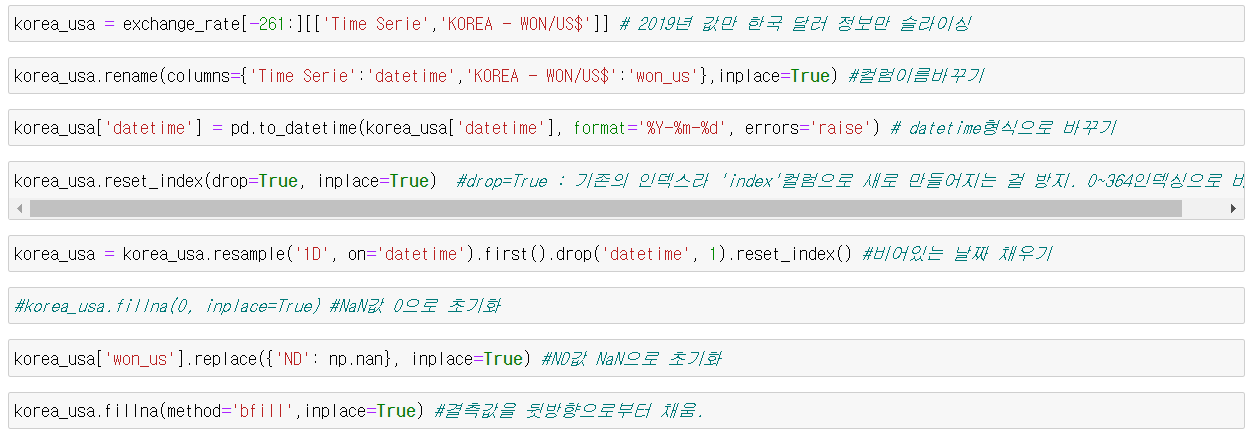 korea_usa = exchange_rate[-261:][['Time Serie','KOREA - WON/US$']] # 2019년 값만 한국 달러 정보만 슬라이싱
korea_usa.rename(columns={'Time Serie':'datetime','KOREA - WON/US$':'won_us'},inplace=True) #컬럼이름바꾸기
korea_usa['datetime'] = pd.to_datetime(korea_usa['datetime'], format='%Y-%m-%d', errors='raise') # datetime형식으로 바꾸기
korea_usa.reset_index(drop=True, inplace=True)  #drop=True : 기존의 인덱스라 'index'컬럼으로 새로 만들어지는 걸 방지. 0~364인덱싱으로
korea_usa = korea_usa.resample('1D', on='datetime').first().drop('datetime', 1).reset_index() #비어있는 날짜 채우기
#korea_usa.fillna(0, inplace=True) #NaN값 0으로 초기화
korea_usa['won_us'].replace({'ND': np.nan}, inplace=True) #ND값 NaN으로 초기화
korea_usa.fillna(method='bfill',inplace=True) #결측값을 뒷방향으로부터 채움.